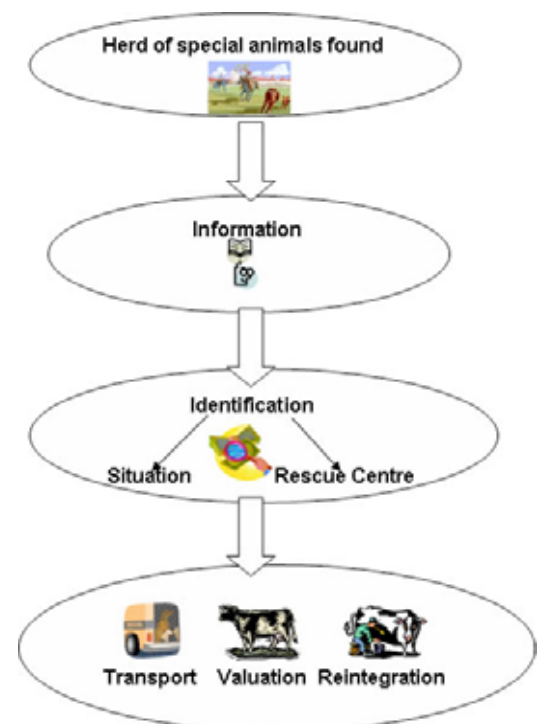 Herd of special animals found
Information
Identification
Situation Rescue Centre
Transport Valuation Reintegration